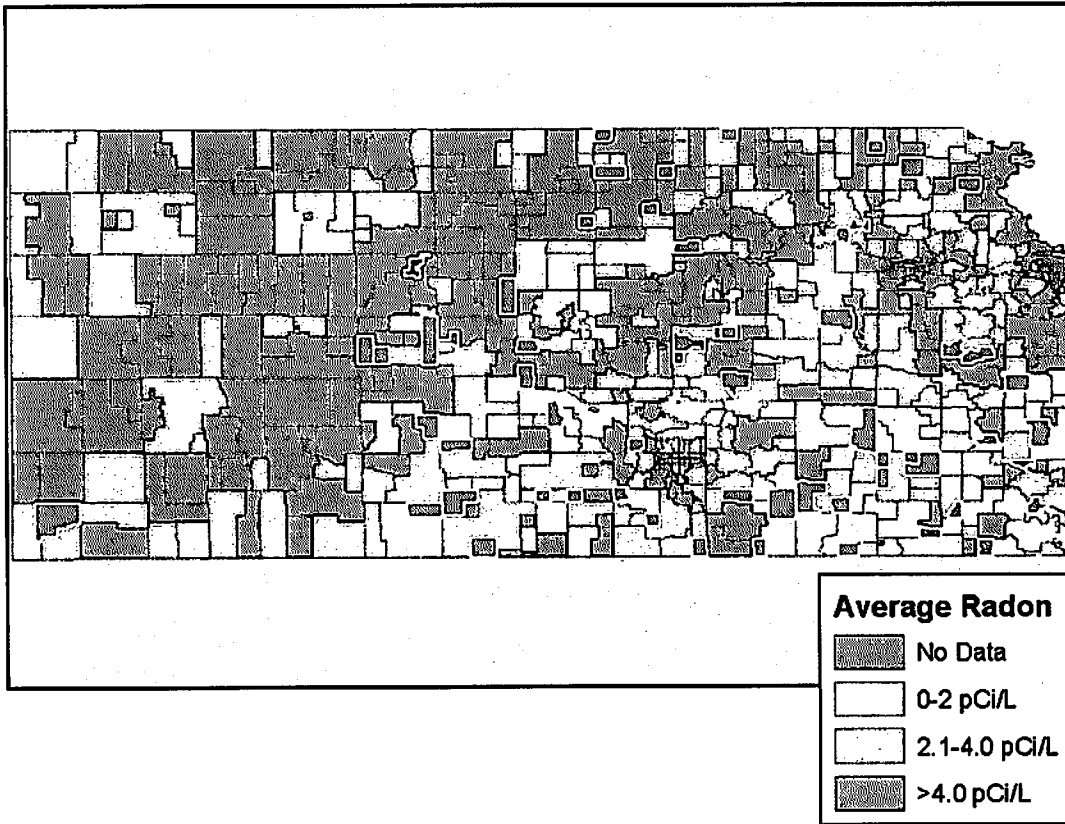 Average Radon
No Data
0-2 pCi/L
2.1-4.0 pCi/L
>4.0 pCi/L